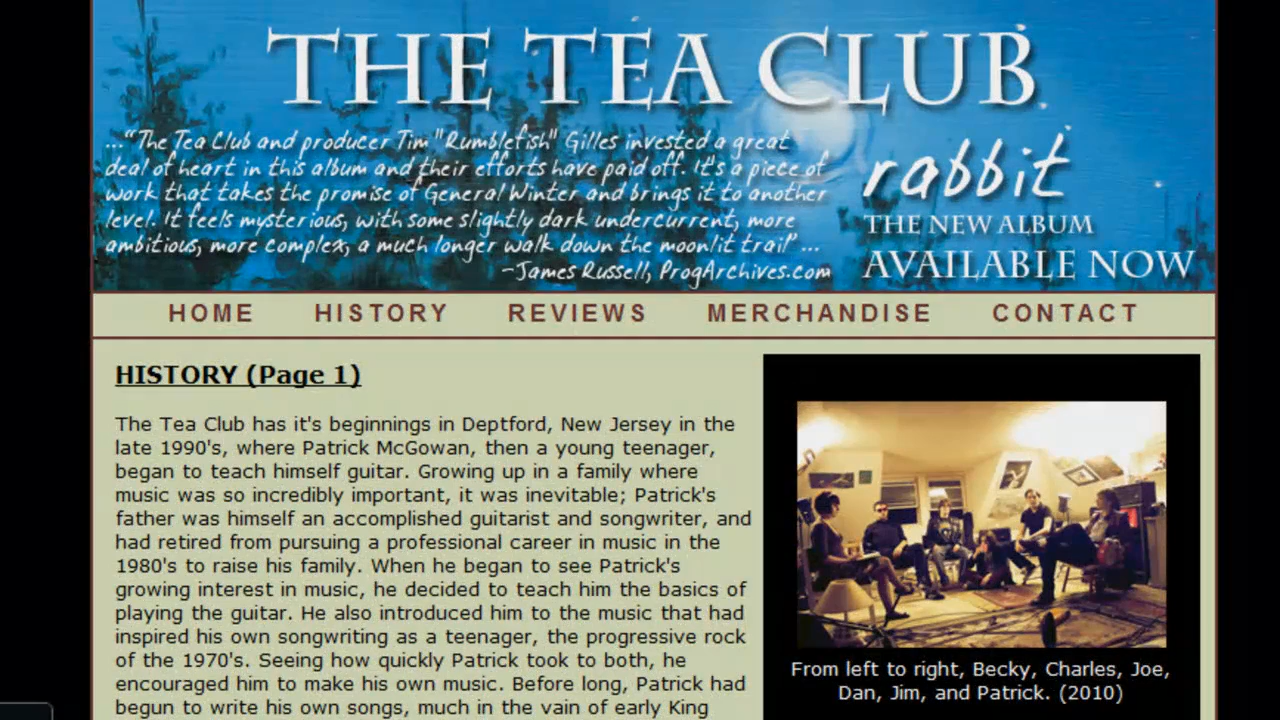 THE TEA CLUB
..."The Tea Club and producer Tim "Rumblefish" Gilles invested a great
deal of heart in this album and their efforts have paid off. It's a piece of
work that takes the promise of General Winter and brings it to another
level. It feels mysterious, with some slightly dark undercurrent, more
ambitious, more complex, a much longer walk down the moonlit trail" ...
~James Russell, ProgArchives.com
rabbit
THE NEW ALBUM
AVAILABLE NOW
HOME HISTORY REVIEWS MERCHANDISE CONTACT
HISTORY (Page 1)
The Tea Club has it's beginnings in Deptford, New Jersey in the
late 1990's, where Patrick McGowan, then a young teenager,
began to teach himself guitar. Growing up in a family where
music was so incredibly important, it was inevitable; Patrick's
father was himself an accomplished guitarist and songwriter, and
had retired from pursuing a professional career in music in the
1980's to raise his family. When he began to see Patrick's
growing interest in music, he decided to teach him the basics of
playing the guitar. He also introduced him to the music that had
inspired his own songwriting as a teenager, the progressive rock
of the 1970's. Seeing how quickly Patrick took to both, he
encouraged him to make his own music. Before long, Patrick had
begun to write his own songs, much in the vain of early King
From left to right, Becky, Charles, Joe,
Dan, Jim, and Patrick. (2010)